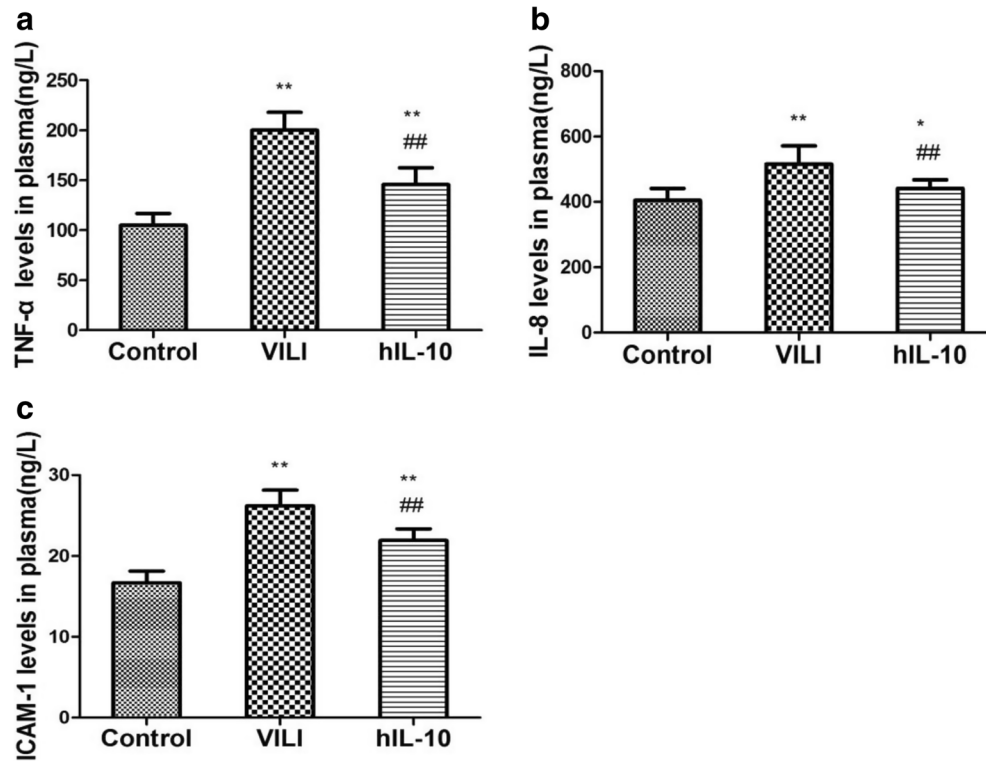 a
TNF-α levels in plasma(ng/L)
250
200
150
100
50
0
**
**
##
Control VILI hIL-10
b
IL-8 levels in plasma(ng/L)
800
600
400
200
0
**
*
##
Control VILI hIL-10
c
ICAM-1 levels in plasma(ng/L)
30
20
10
0
**
**
##
Control VILI hIL-10